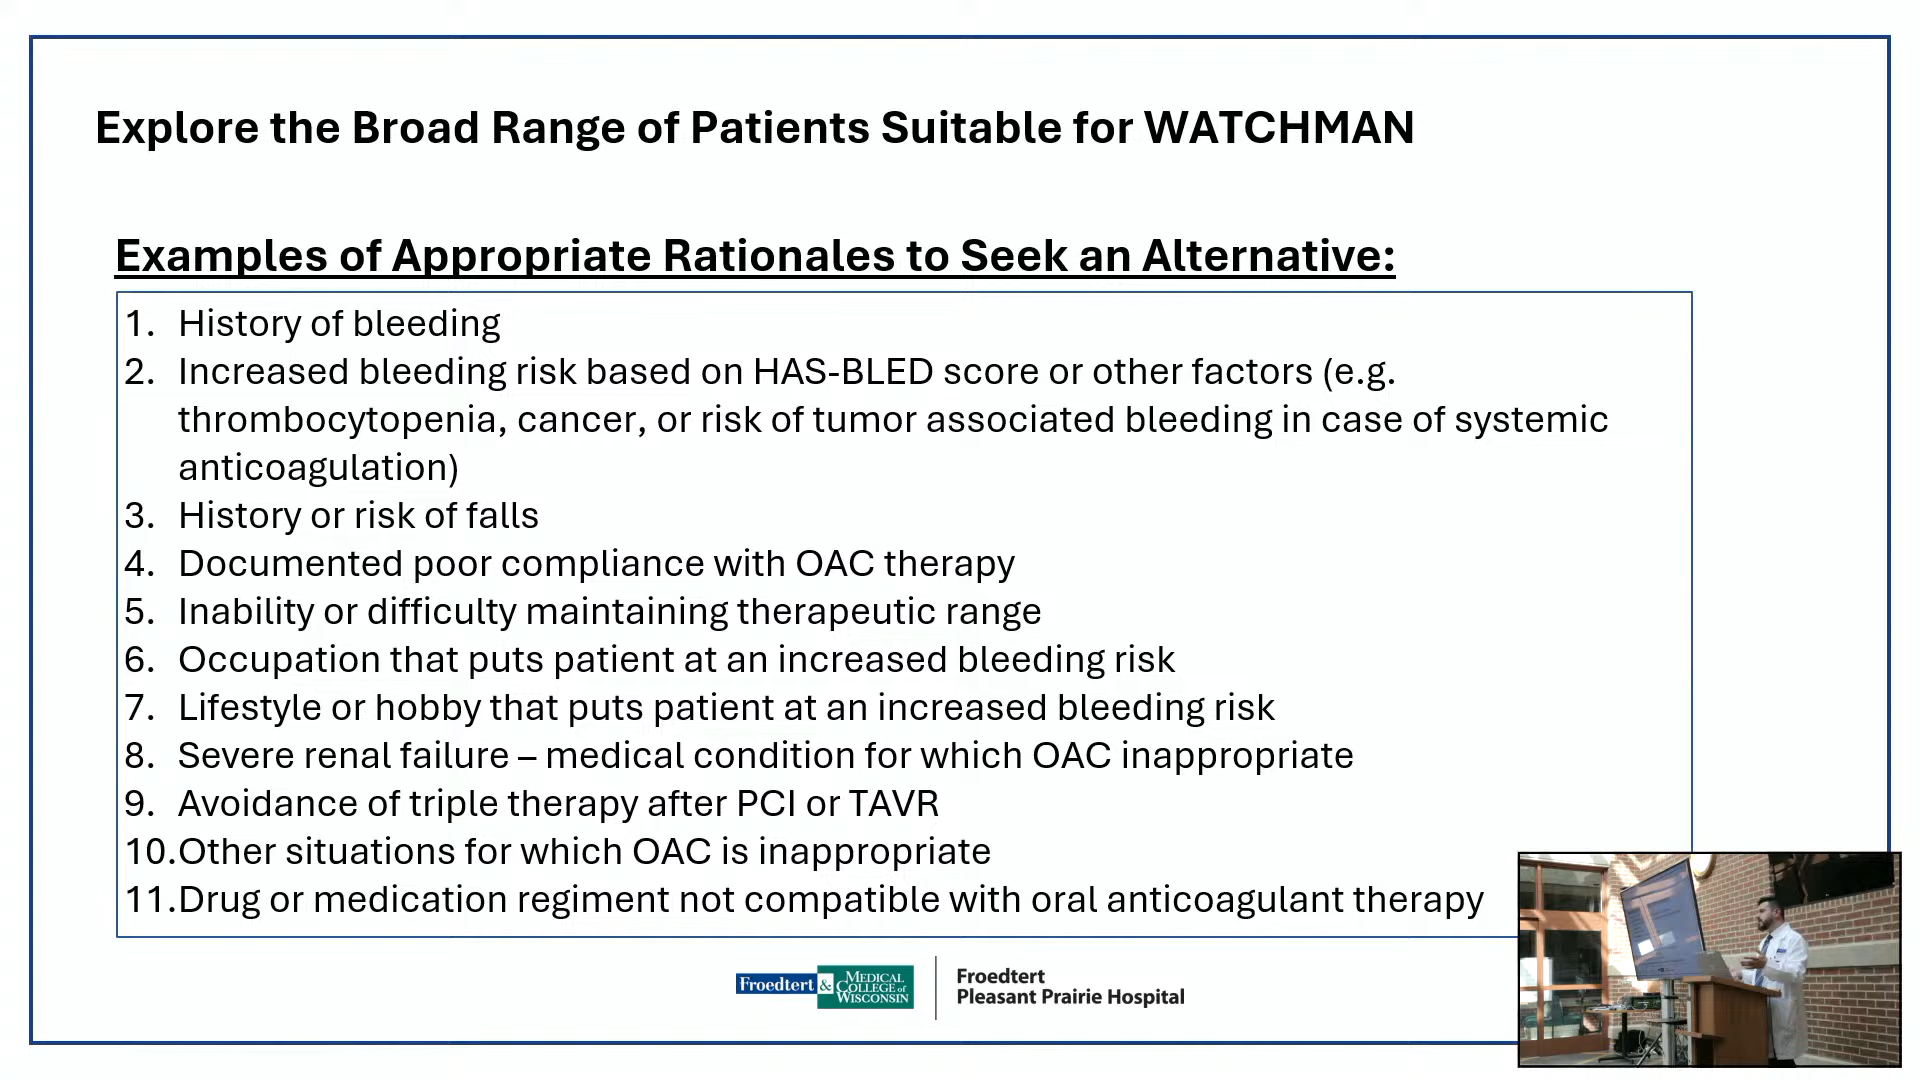 Explore the Broad Range of Patients Suitable for WATCHMAN
Examples of Appropriate Rationales to Seek an Alternative:
1. History of bleeding
2. Increased bleeding risk based on HAS-BLED score or other factors (e.g.
thrombocytopenia, cancer, or risk of tumor associated bleeding in case of systemic
anticoagulation)
3. History or risk of falls
4. Documented poor compliance with OAC therapy
5. Inability or difficulty maintaining therapeutic range
6. Occupation that puts patient at an increased bleeding risk
7. Lifestyle or hobby that puts patient at an increased bleeding risk
8. Severe renal failure – medical condition for which OAC inappropriate
9. Avoidance of triple therapy after PCI or TAVR
10.Other situations for which OAC is inappropriate
11.Drug or medication regiment not compatible with oral anticoagulant therapy
Froedtert & MEDICAL
COLLEGE of
WISCONSIN
Froedtert
Pleasant Prairie Hospital